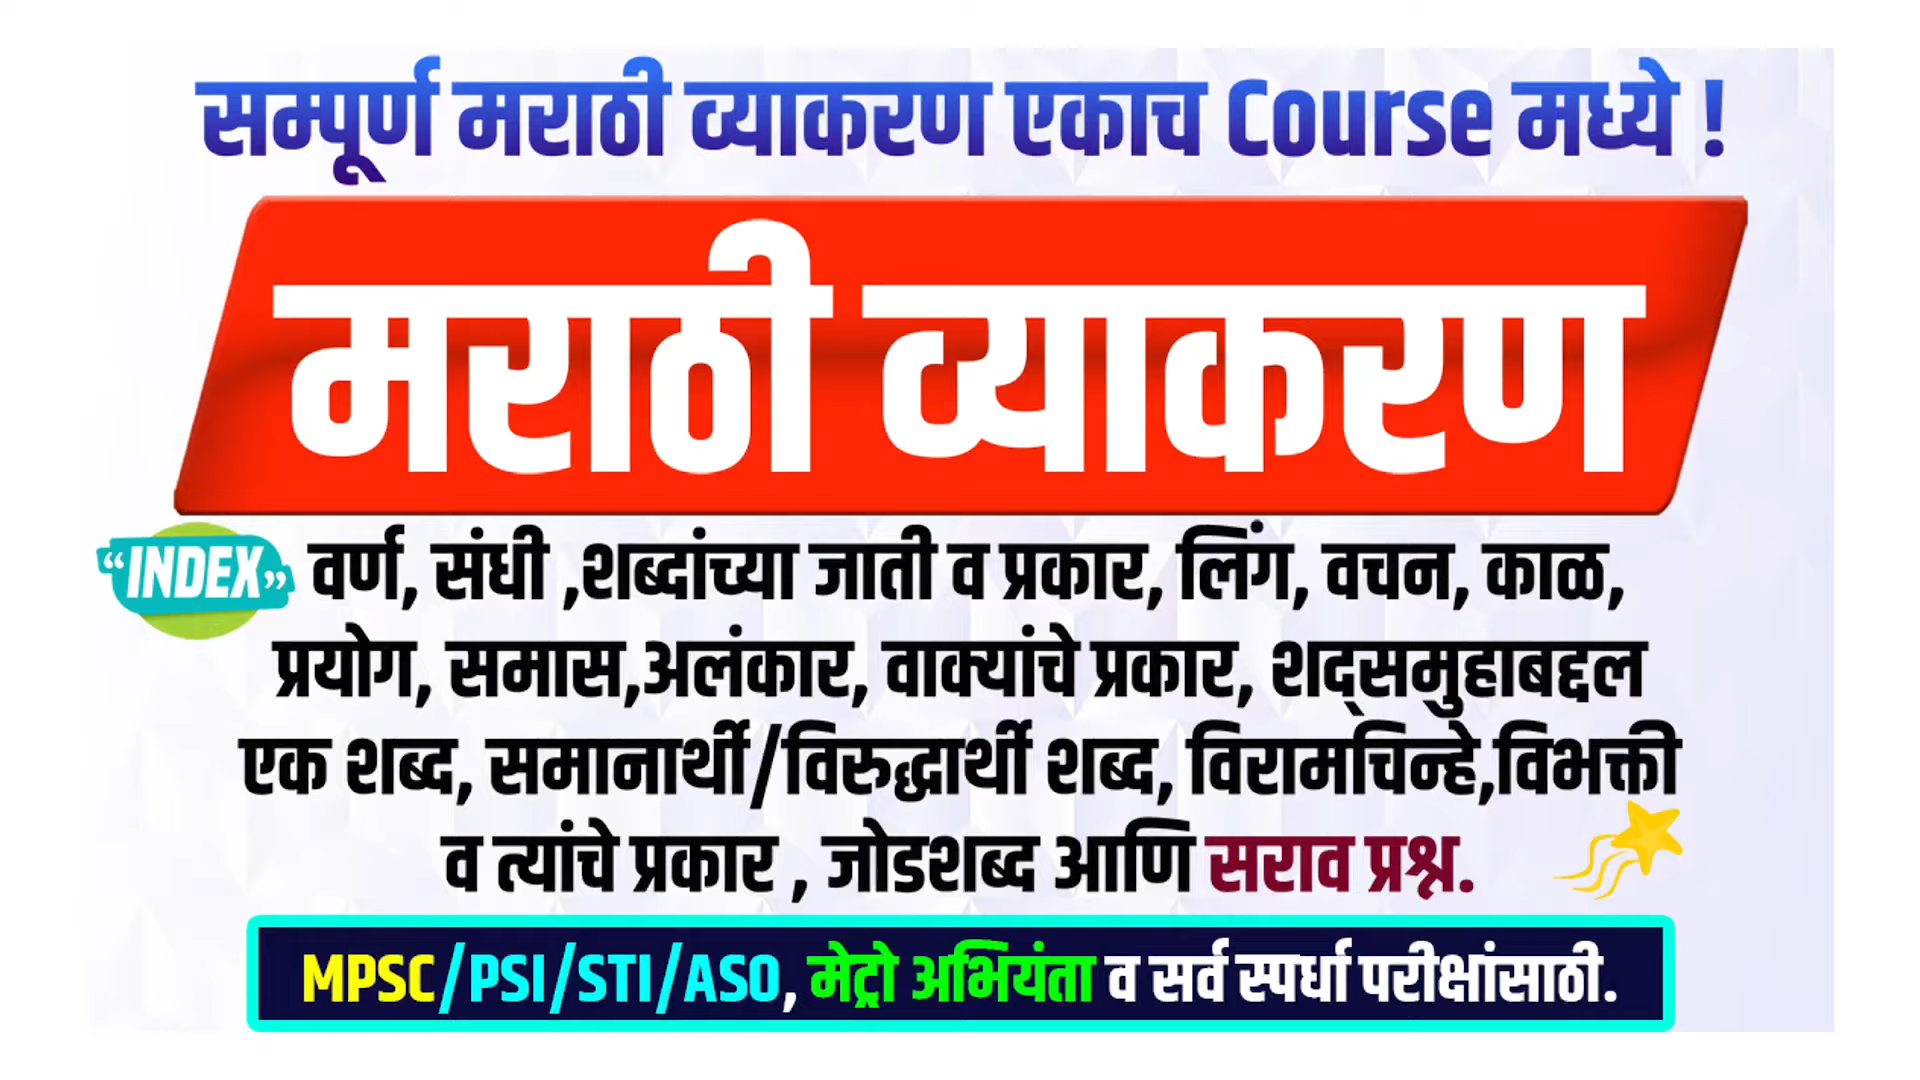 सम्पूर्ण मराठी व्याकरण एकाच Course मध्ये !
मराठी व्याकरण
“INDEX„ वर्ण, संधी ,शब्दांच्या जाती व प्रकार, लिंग, वचन, काळ,
प्रयोग, समास,अलंकार, वाक्यांचे प्रकार, शद्समुहाबद्दल
एक शब्द, समानार्थी/विरुद्धार्थी शब्द, विरामचिन्हे,विभक्ती
व त्यांचे प्रकार , जोडशब्द आणि सराव प्रश्न.
MPSC/PSI/STI/ASO, मेट्रो अभियंता व सर्व स्पर्धा परीक्षांसाठी.